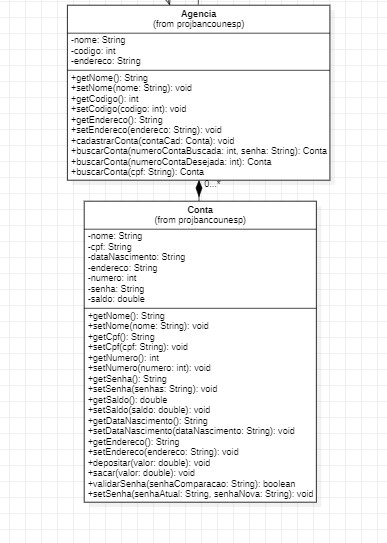 Agencia
(from projbancounesp)
-nome: String
-codigo: int
-endereco: String
+getNome(): String
+setNome(nome: String): void
+getCodigo(): int
+setCodigo(codigo: int): void
+getEndereco(): String
+setEndereco(endereco: String): void
+cadastrarConta(contaCad: Conta): void
+buscarConta(numeroContaBuscada: int, senha: String): Conta
+buscarConta(numeroContaDesejada: int): Conta
+buscarConta(cpf: String): Conta
0...*
Conta
(from projbancounesp)
-nome: String
-cpf: String
-dataNascimento: String
-endereco: String
-numero: int
-senha: String
-saldo: double
+getNome(): String
+setNome(nome: String): void
+getCpf(): String
+setCpf(cpf: String): void
+getNumero(): int
+setNumero(numero: int): void
+getSenha(): String
+setSenha(senhas: String): void
+getSaldo(): double
+setSaldo(saldo: double): void
+getDataNascimento(): String
+setDataNascimento(dataNascimento: String): void
+getEndereco(): String
+setEndereco(endereco: String): void
+depositar(valor: double): void
+sacar(valor: double): void
+validarSenha(senhaComparacao: String): boolean
+setSenha(senhaAtual: String, senhaNova: String): void